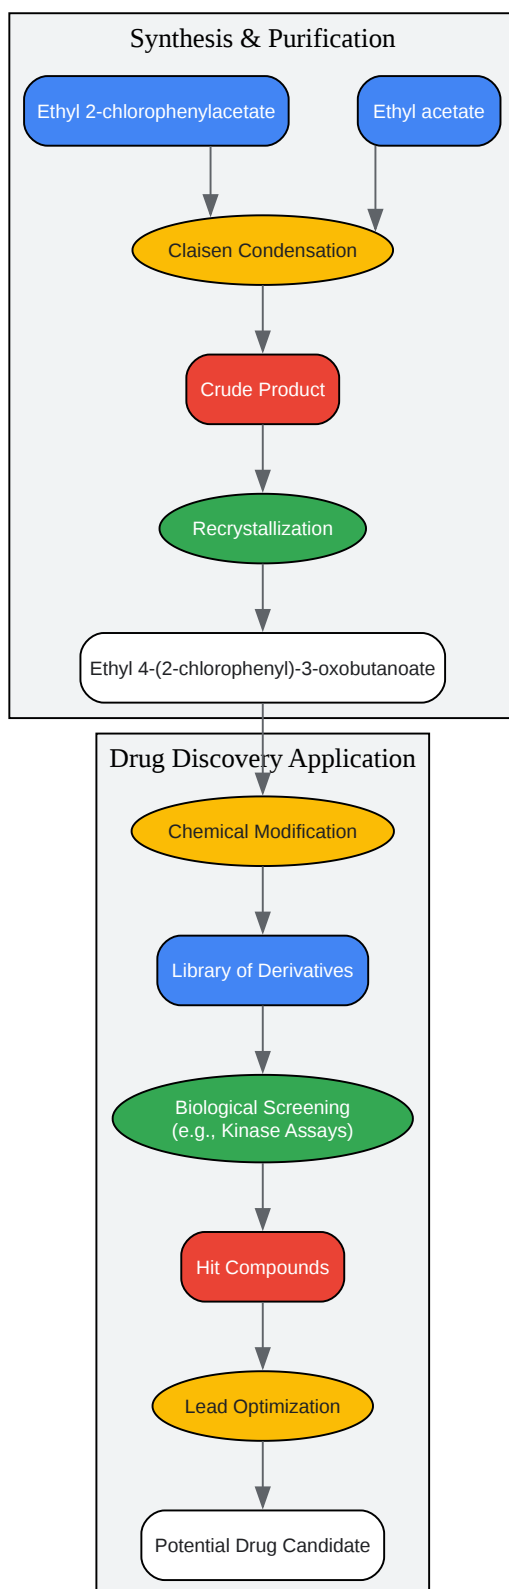 Synthesis & Purification
Ethyl 2-chlorophenylacetate
Ethyl acetate
Claisen Condensation
Crude Product
Recrystallization
Ethyl 4-(2-chlorophenyl)-3-oxobutanoate
Drug Discovery Application
Chemical Modification
Library of Derivatives
Biological Screening
(e.g., Kinase Assays)
Hit Compounds
Lead Optimization
Potential Drug Candidate